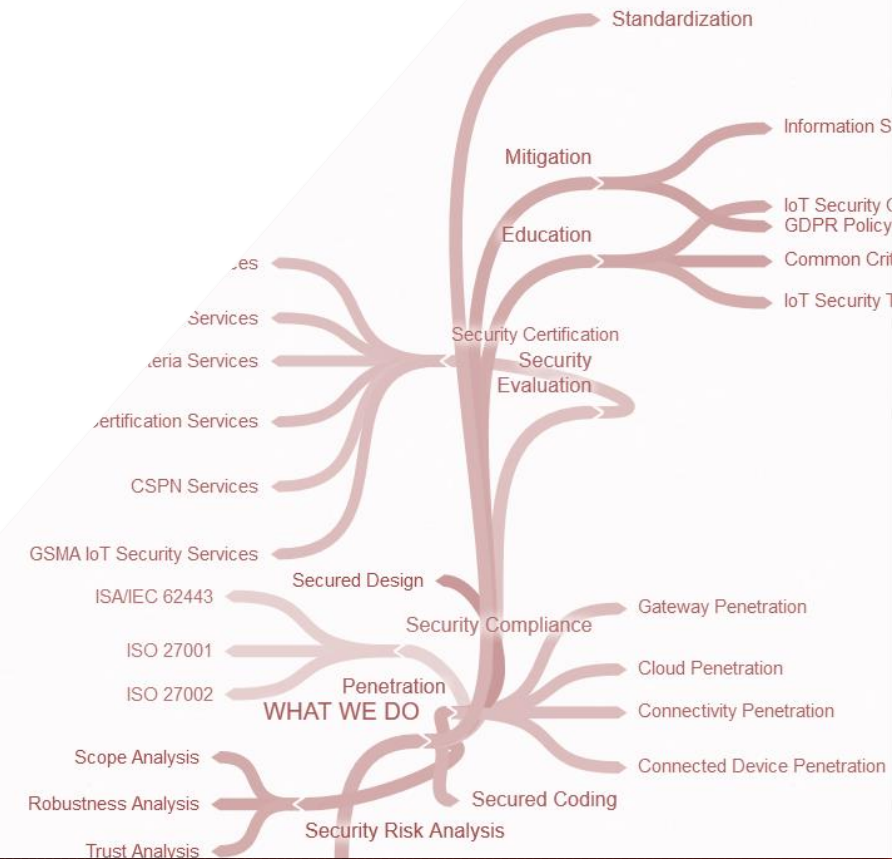 Standardization
Information
Mitigation
IoT Security
GDPR Policy
Education
Common
IoT Security
Services
Services
Services
CSPN Services
GSMA IoT Security Services
Security Certification
Security
Evaluation
Secured Design
ISA/IEC 62443
ISO 27001
ISO 27002
Security Compliance
Gateway Penetration
Cloud Penetration
Connectivity Penetration
Connected Device Penetration
Penetration
WHAT WE DO
Scope Analysis
Robustness Analysis
Trust Analysis
Secured Coding
Security Risk Analysis